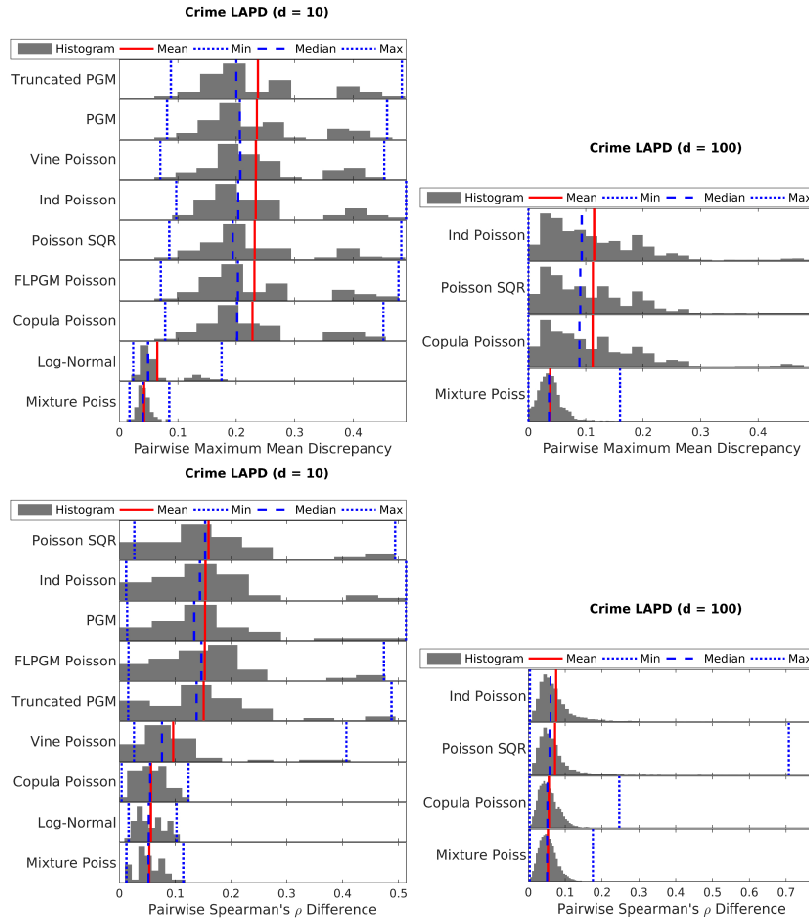 Crime LAPD (d = 10)
Histogram Mean Min Median Max
Truncated PGM
PGM
Vine Poisson
Ind Poisson
Poisson SQR
FLPGM Poisson
Copula Poisson
Lcg-Normal
Mixture Pciss
0 0.1 0.2 0.3 0.4
Pairwise Maximum Mean Discrepancy
Crime LAPD (d = 100)
Histogram Mean Min Median Max
Ind Poisson
Poisson SQR
Copula Poisson
Mixture Pciss
0 0.1 0.2 0.3 0.4
Pairwise Maximum Mean Discrepancy
Crime LAPD (d = 10)
Histogram Mean Min Median Max
Poisson SQR
Ind Poisson
PGM
FLPGM Poisson
Truncated PGM
Vine Poisson
Copula Poisson
Lcg-Normal
Mixture Pciss
0 0.1 0.2 0.3 0.4 0.5
Pairwise Spearman's ρ Difference
Crime LAPD (d = 100)
Histogram Mean Min Median Max
Ind Poisson
Poisson SQR
Copula Poisson
Mixture Poiss
0 0.1 0.2 0.3 0.4 0.5 0.6 0.7
Pairwise Spearman's ρ Difference